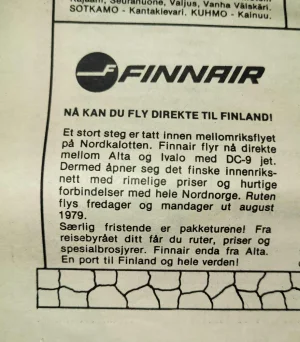 Kajaani, Seurahuone, Valjus, Vanha Välskäri.
SOTKAMO - Kantaklevari. KUHMO - Kainuu.
FINNAIR
NÅ KAN DU FLY DIREKTE TIL FINLAND!
Et stort steg er tatt innen mellomriksflyet
på Nordkalotten. Finnair flyr nå direkte
mellom Alta og Ivalo med DC-9 jet.
Dermed åpner seg det finske innenriks-
nett med rimelige priser og hurtige
forbindelser med hele Nordnorge. Ruten
flys fredager og mandager ut august
1979.
Særlig fristende er pakketurene! Fra
reisebyrået ditt får du ruter, priser og
spesialbrosjyrer. Finnair enda fra Alta.
En port til Finland og hele verden!